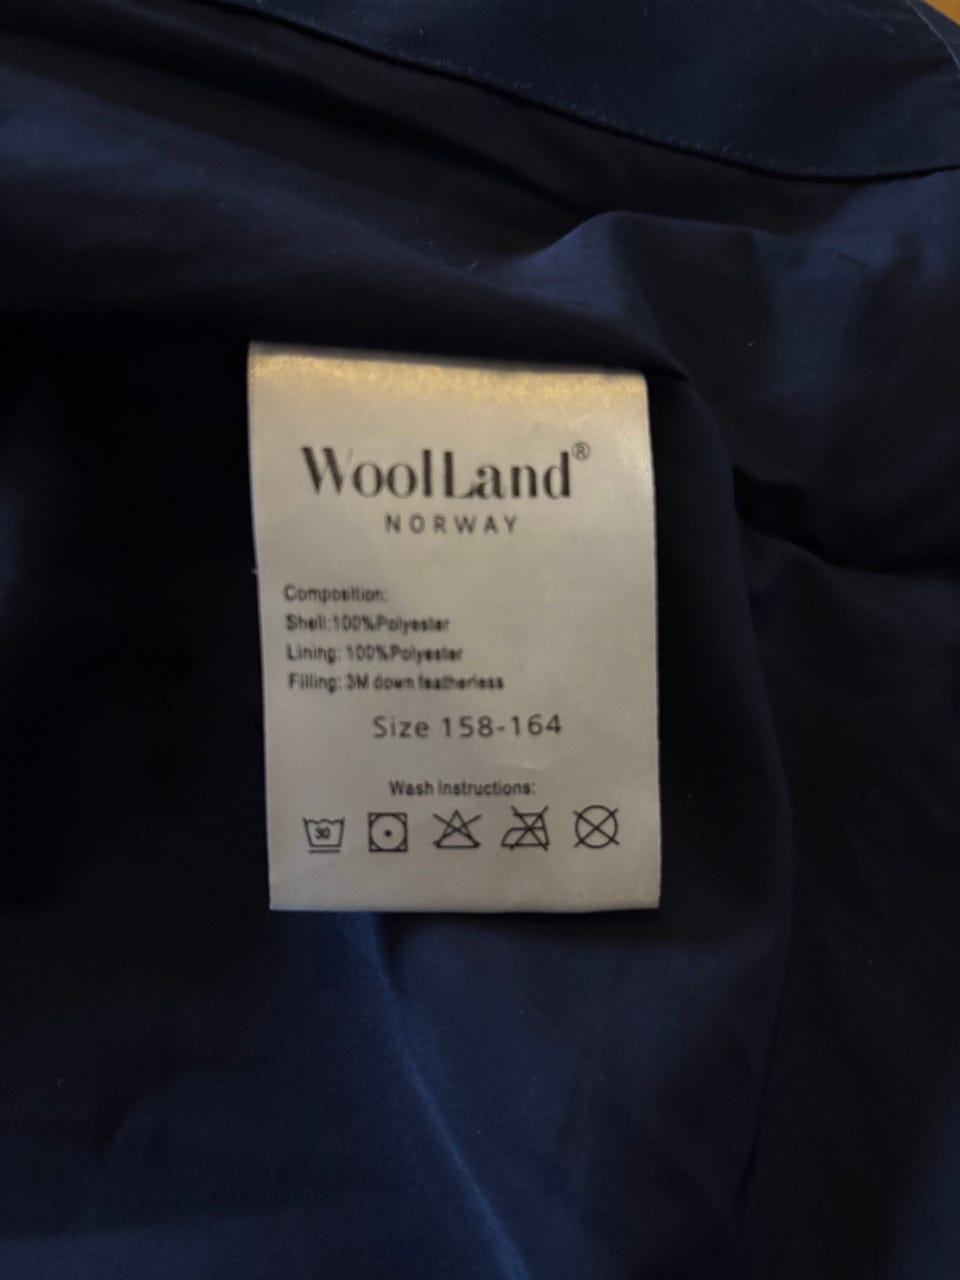 WoolLand®
NORWAY
Composition:
Shell:100%Polyester
Lining: 100%Polyester
Filling: 3M down featherless
Size 158-164
Wash instructions:
30